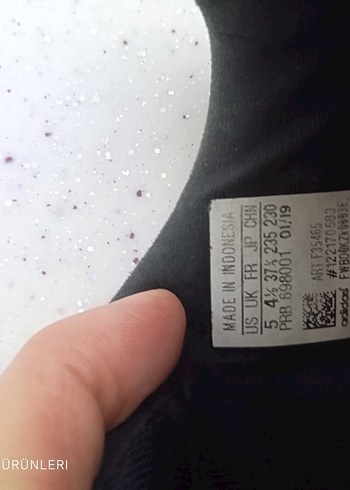 MADE IN INDONESIA
US UK FR JP CHN
5 4½ 37⅓ 235 230
PRB 698001 01/19
ART F35465
#122170583
adidas
ÜRÜNLERI